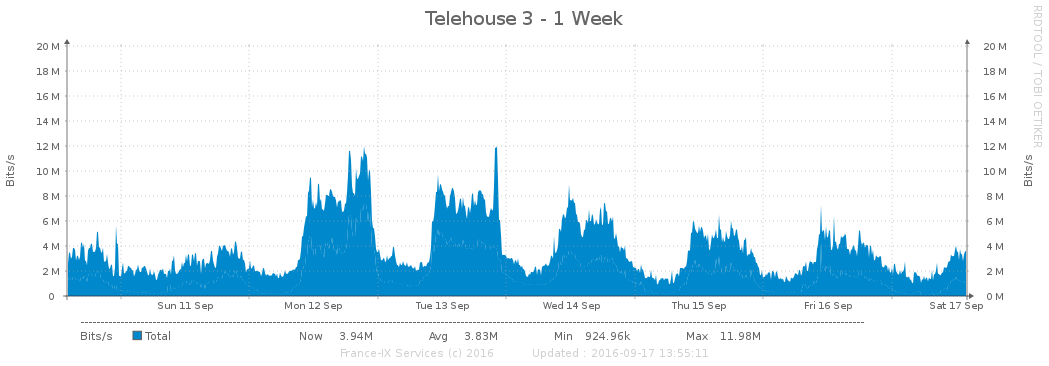 Telehouse 3 - 1 Week
RRDTOOL / TOBI OETIKER
Bits/s
Bits/s
20 M 20 M
18 M 18 M
16 M 16 M
14 M 14 M
12 M 12 M
10 M 10 M
8 M 8 M
6 M 6 M
4 M 4 M
2 M 2 M
0 0 M
Sun 11 Sep Mon 12 Sep Tue 13 Sep Wed 14 Sep Thu 15 Sep Fri 16 Sep Sat 17 Sep
Bits/s Total Now 3.94M Avg 3.83M Min 924.96k Max 11.98M
France-IX Services (c) 2016 Updated : 2016-09-17 13:55:11